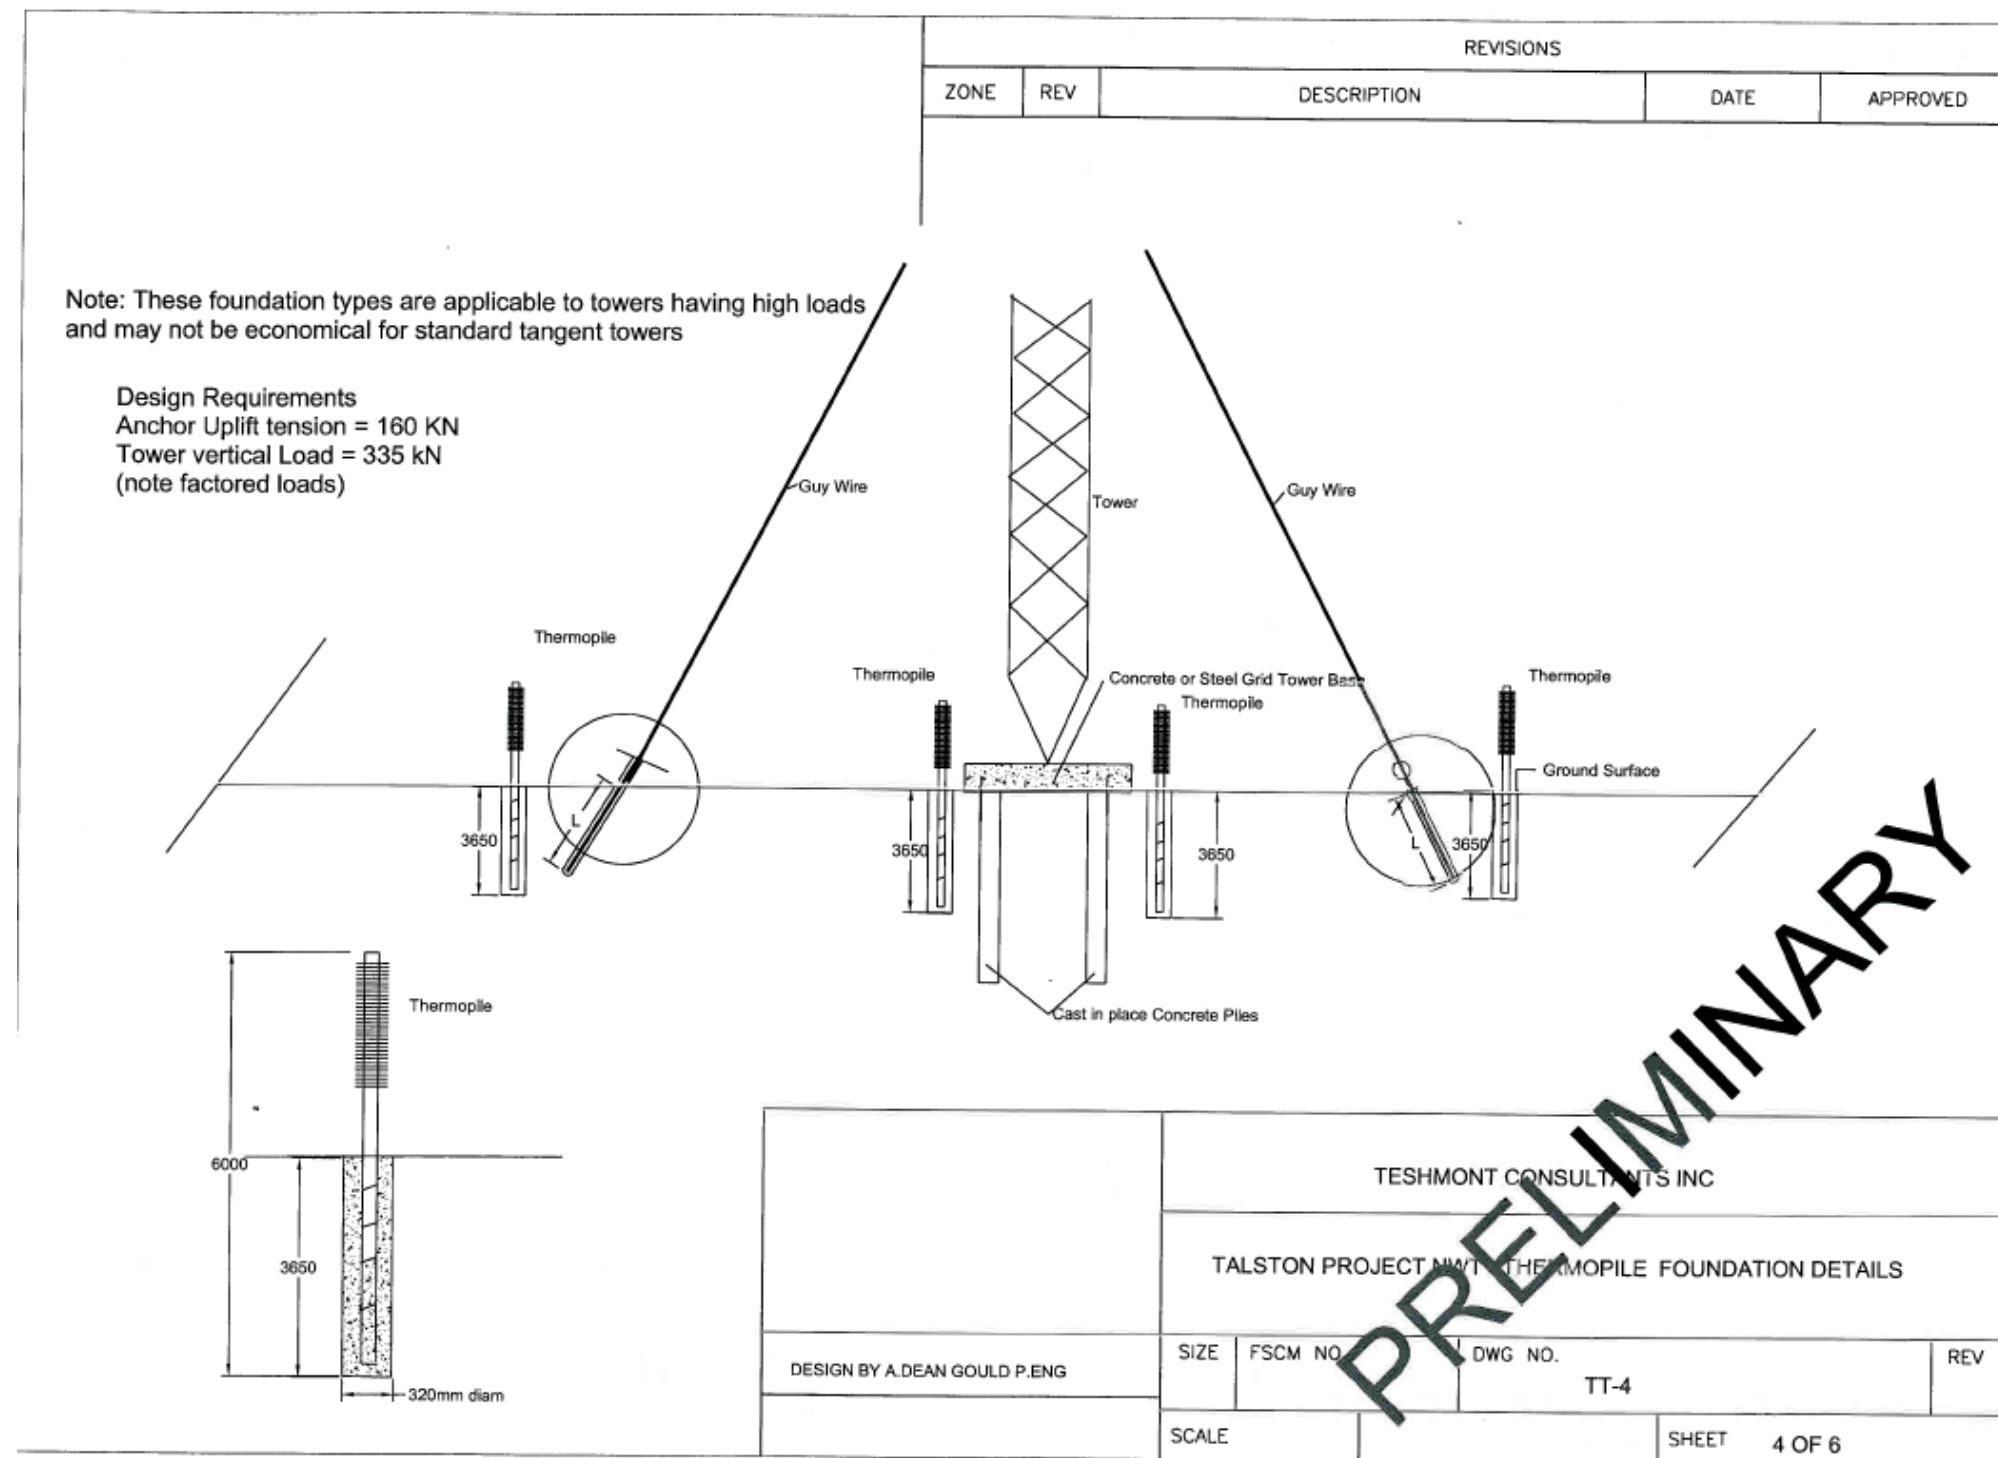 REVISIONS
ZONE REV DESCRIPTION DATE APPROVED
Note: These foundation types are applicable to towers having high loads
and may not be economical for standard tangent towers
Design Requirements
Anchor Uplift tension = 160 KN
Tower vertical Load = 335 kN
(note factored loads)
Guy Wire
Tower
Guy Wire
Thermopile
Thermopile
Concrete or Steel Grid Tower Base
Thermopile
Thermopile
Ground Surface
L
3650
3650
3650
L
3650
Cast in place Concrete Piles
Thermopile
6000
3650
320mm diam
PRELIMINARY
TESHMONT CONSULTANTS INC
TALSTON PROJECT NWT THERMOPILE FOUNDATION DETAILS
DESIGN BY A.DEAN GOULD P.ENG
SIZE FSCM NO. DWG NO. REV
TT-4
SCALE SHEET 4 OF 6